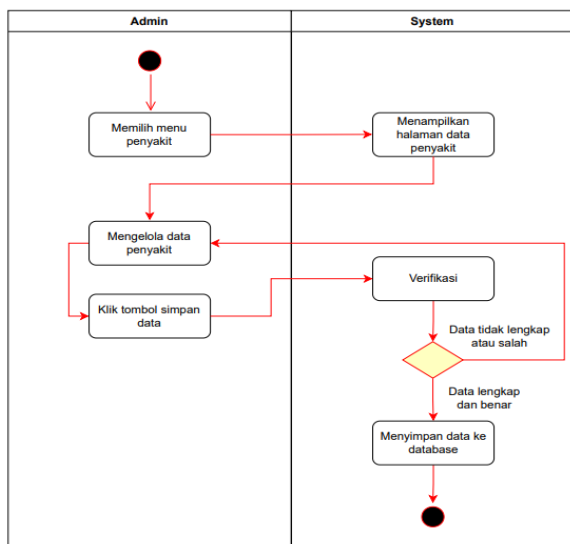 Admin
System
Memilih menu
penyakit
Menampilkan
halaman data
penyakit
Mengelola data
penyakit
Klik tombol simpan
data
Verifikasi
Data tidak lengkap
atau salah
Data lengkap
dan benar
Menyimpan data ke
database